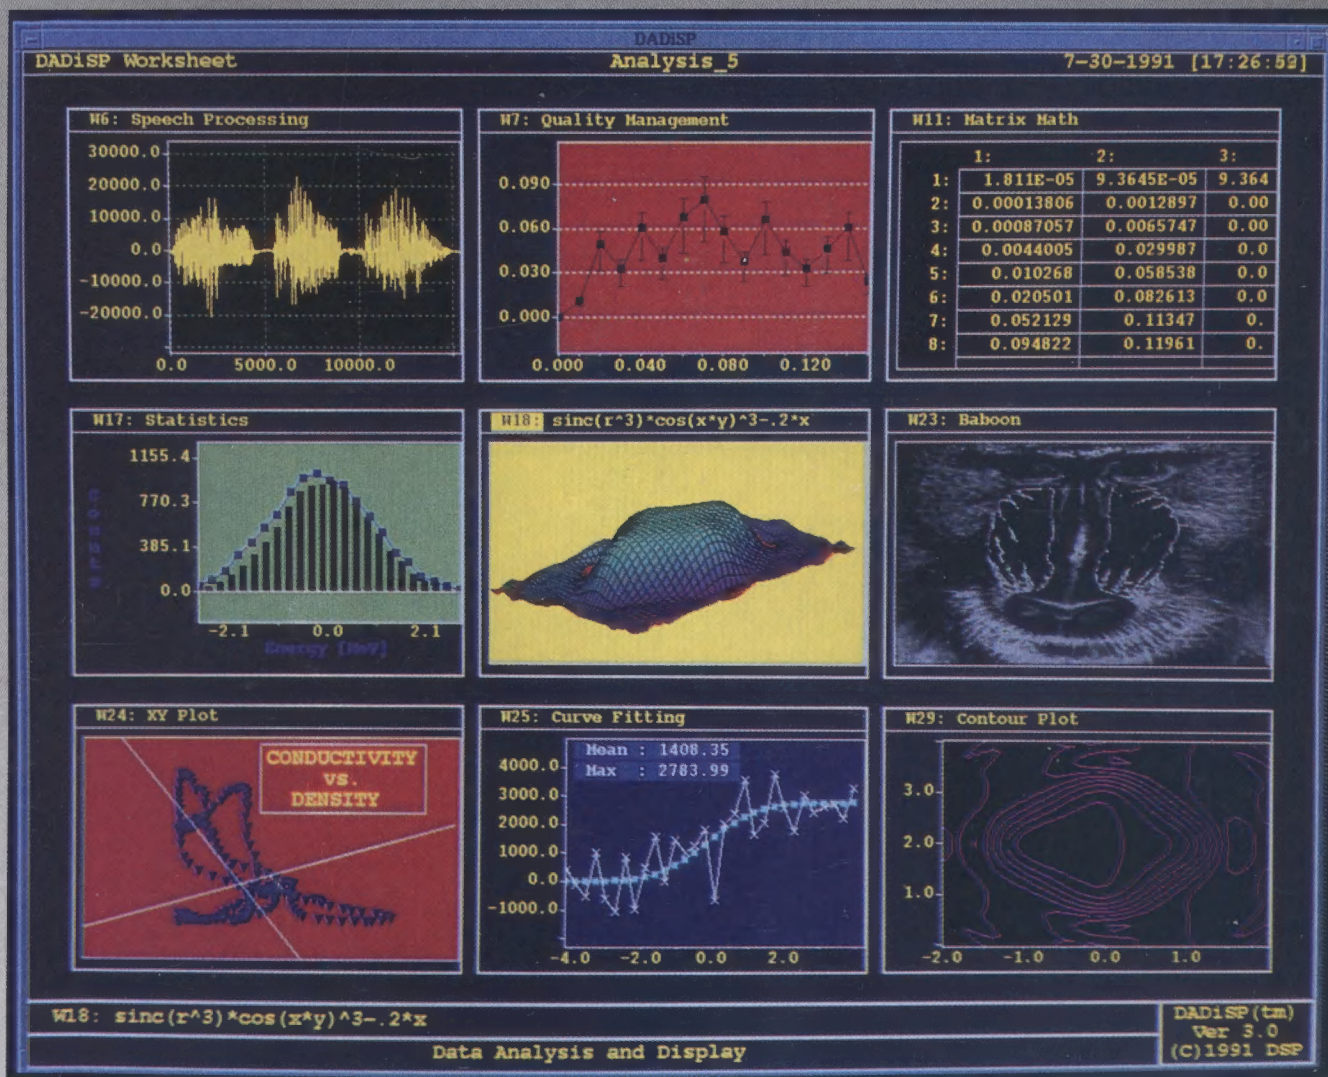 DADiSP
DADiSP Worksheet Analysis_5 7-30-1991 [17:26:52]
W6: Speech Processing
30000.0
20000.0
10000.0
0.0
-10000.0
-20000.0
0.0 5000.0 10000.0
W7: Quality Management
0.090
0.060
0.030
0.000
0.000 0.040 0.080 0.120
W11: Matrix Math
1: 2: 3:
1: 1.811E-05 9.3645E-05 9.364
2: 0.00013806 0.0012897 0.00
3: 0.00087057 0.0065747 0.00
4: 0.0044005 0.029987 0.0
5: 0.010268 0.058538 0.0
6: 0.020501 0.082613 0.0
7: 0.052129 0.11347 0.
8: 0.094822 0.11961 0.
W17: Statistics
1155.4
770.3
385.1
0.0
-2.1 0.0 2.1
Energy [MeV]
W18: sinc(r^3)*cos(x*y)^3-.2*x
W23: Baboon
W24: XY Plot
CONDUCTIVITY
vs.
DENSITY
W25: Curve Fitting
Mean : 1408.35
Max : 2783.99
4000.0
3000.0
2000.0
1000.0
0.0
-1000.0
-4.0 -2.0 0.0 2.0
W29: Contour Plot
3.0
2.0
1.0
-2.0 -1.0 0.0 1.0
W18: sinc(r^3)*cos(x*y)^3-.2*x
Data Analysis and Display
DADiSP(tm)
Ver 3.0
(C)1991 DSP